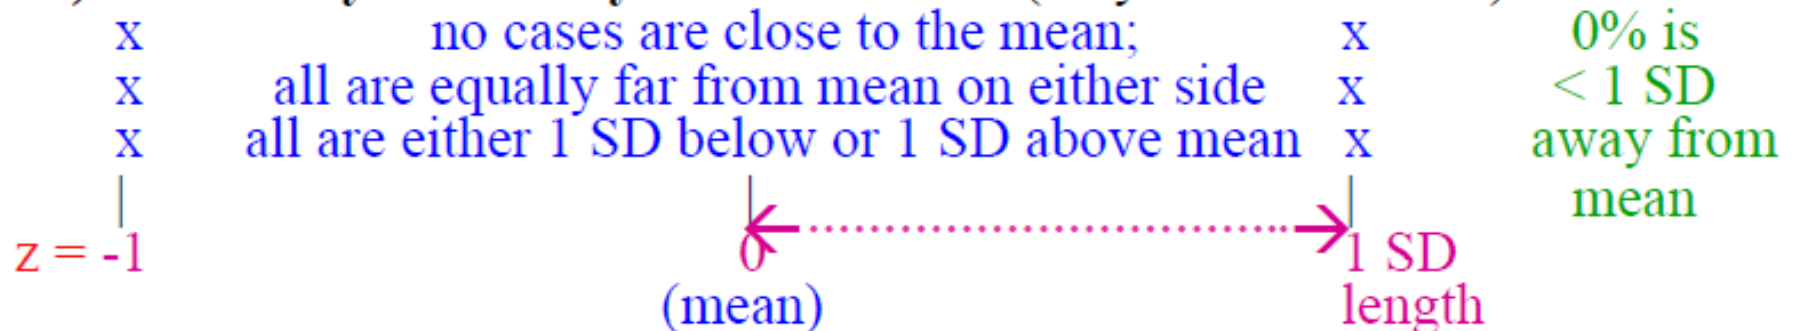 x no cases are close to the mean; x 0% is
x all are equally far from mean on either side x < 1 SD
x all are either 1 SD below or 1 SD above mean x away from
mean
z = -1 0 1 SD
(mean) length